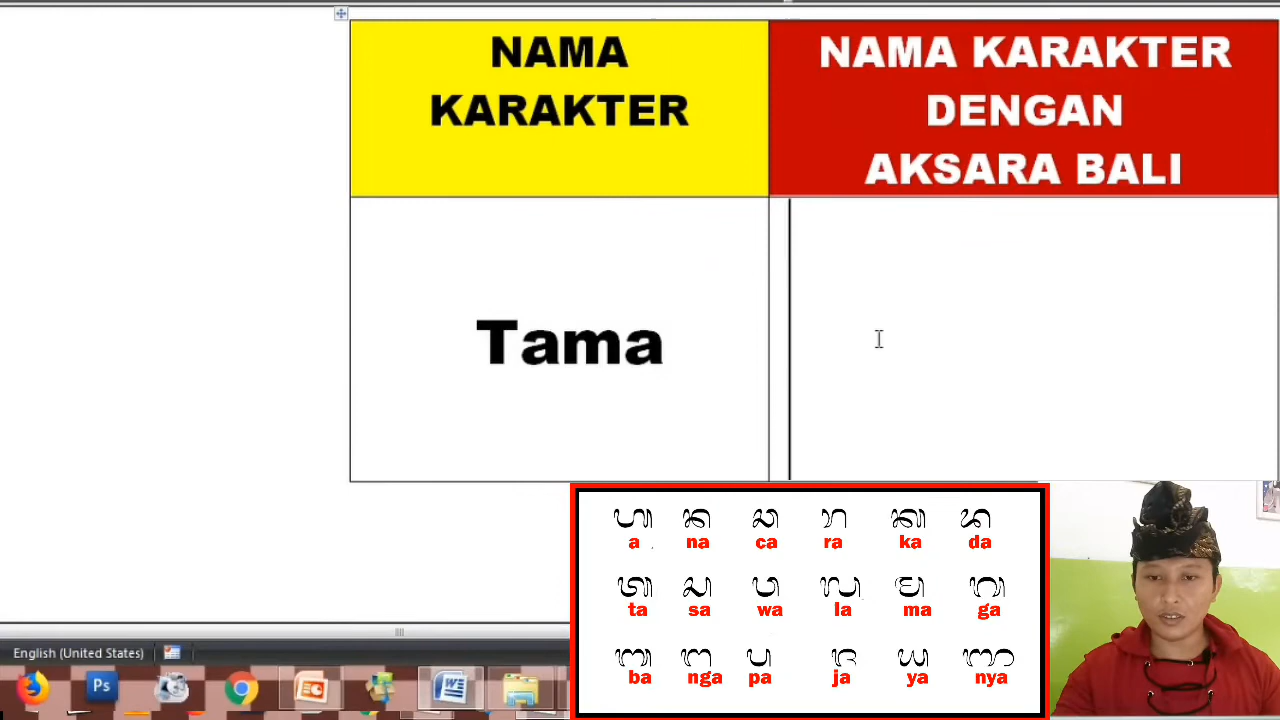 NAMA
KARAKTER
NAMA KARAKTER
DENGAN
AKSARA BALI
Tama
ᬳ ᬦ ᬘ ᬭ ᬓ ᬤ
a na ca ra ka da
ᬢ ᬲ ᬯ ᬮ ᬫ ᬕ
ta sa wa la ma ga
ᬩ ᬗ ᬧ ᬚ ᬬ ᬜ
ba nga pa ja ya nya
English (United States)
Ps